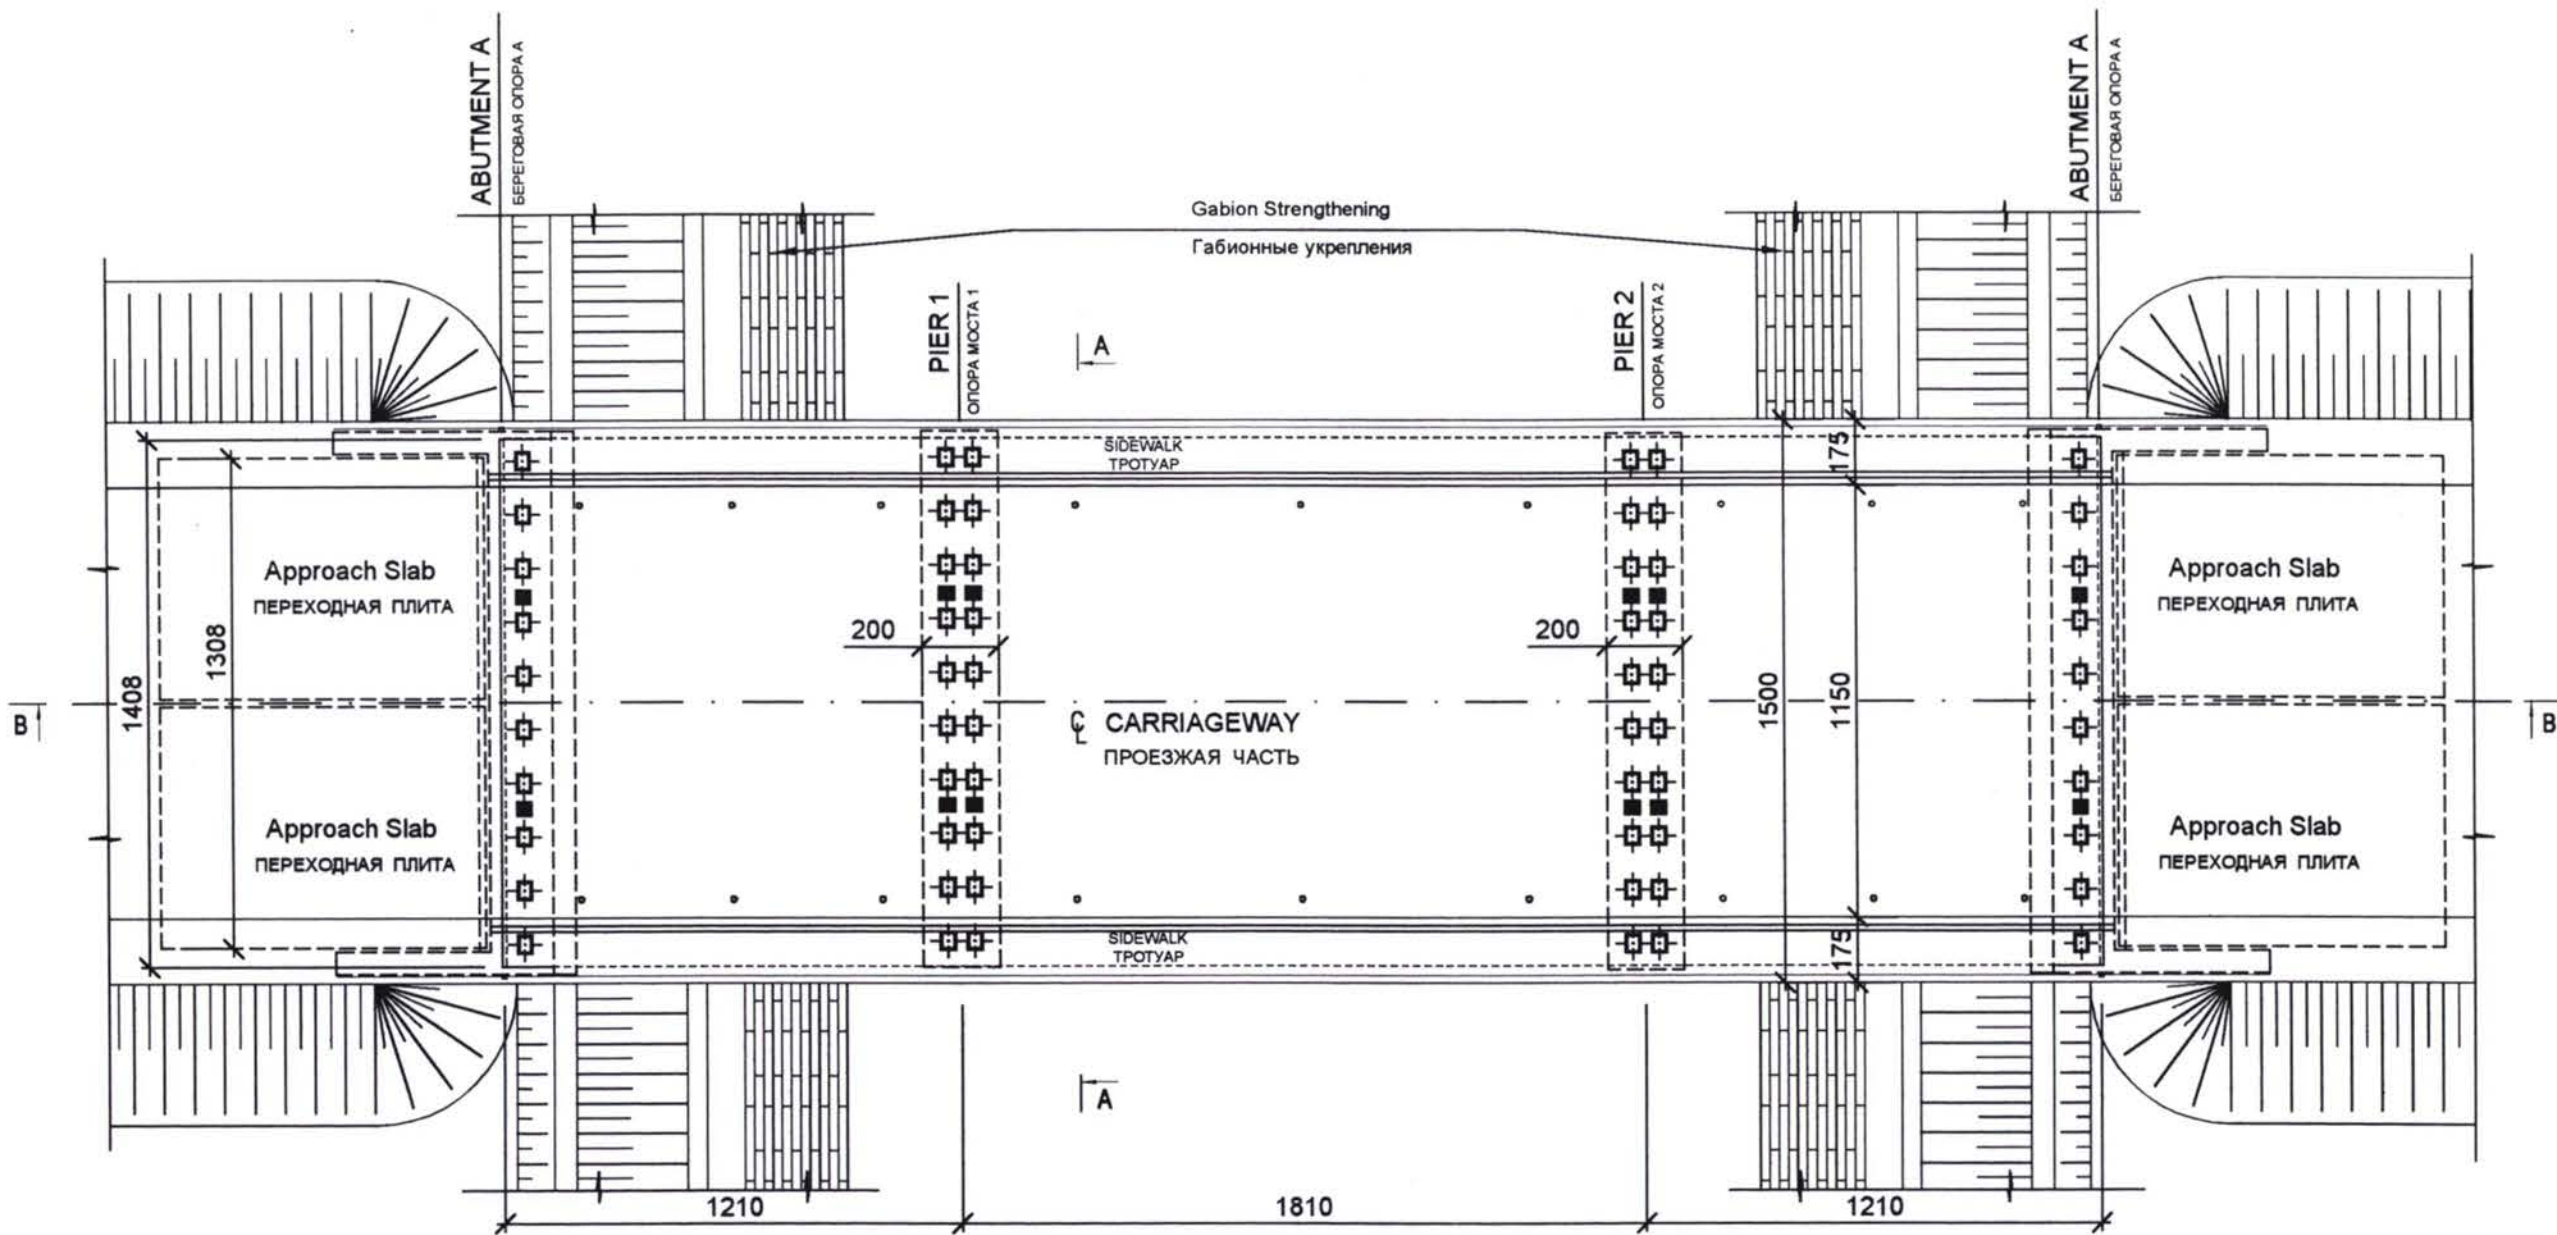 ABUTMENT A
БЕРЕГОВАЯ ОПОРА А
ABUTMENT A
БЕРЕГОВАЯ ОПОРА А
Gabion Strengthening
Габионные укрепления
PIER 1
ОПОРА МОСТА 1
A
PIER 2
ОПОРА МОСТА 2
SIDEWALK
ТРОТУАР
175
Approach Slab
ПЕРЕХОДНАЯ ПЛИТА
Approach Slab
ПЕРЕХОДНАЯ ПЛИТА
200
200
1308
1408
1500
1150
B
℄ CARRIAGEWAY
ПРОЕЗЖАЯ ЧАСТЬ
B
Approach Slab
ПЕРЕХОДНАЯ ПЛИТА
Approach Slab
ПЕРЕХОДНАЯ ПЛИТА
SIDEWALK
ТРОТУАР
175
A
1210
1810
1210